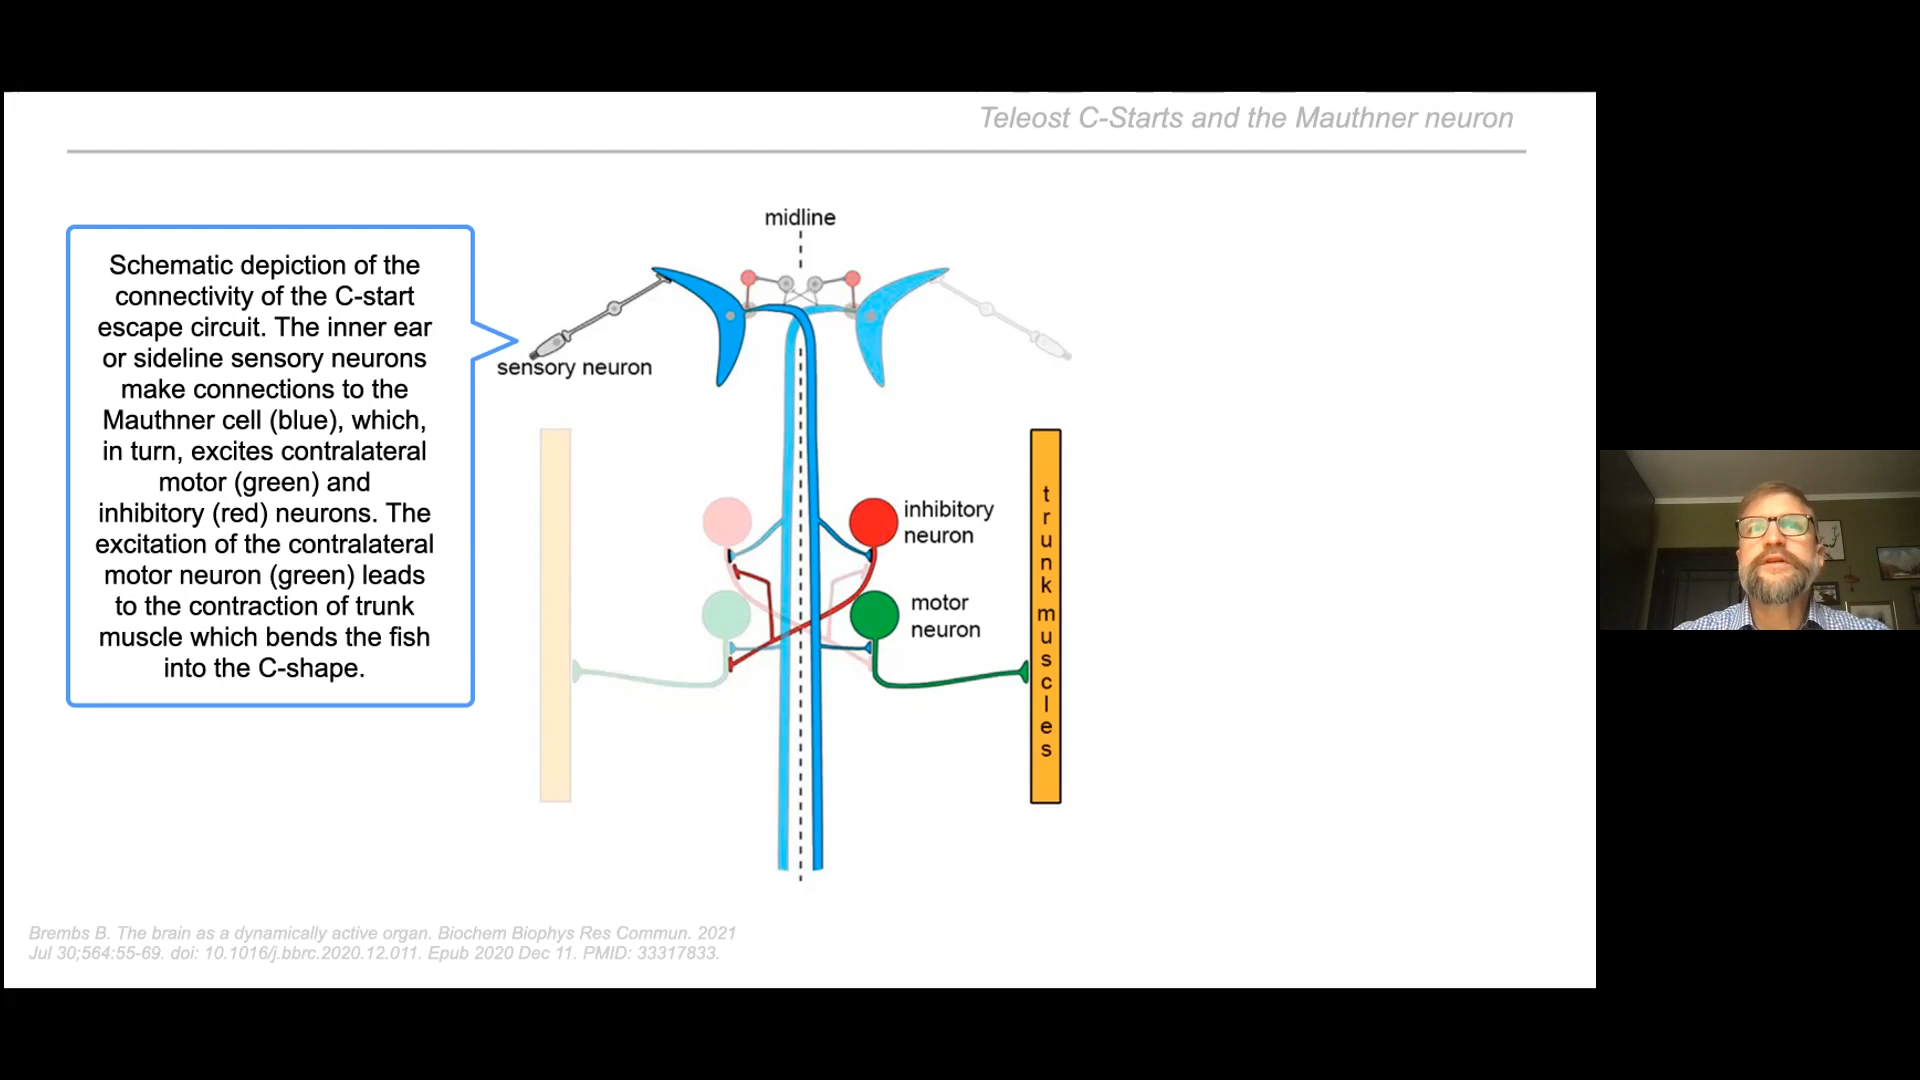 Teleost C-Starts and the Mauthner neuron
Schematic depiction of the
connectivity of the C-start
escape circuit. The inner ear
or sideline sensory neurons
make connections to the
Mauthner cell (blue), which,
in turn, excites contralateral
motor (green) and
inhibitory (red) neurons. The
excitation of the contralateral
motor neuron (green) leads
to the contraction of trunk
muscle which bends the fish
into the C-shape.
midline
sensory neuron
inhibitory
neuron
motor
neuron
trunk muscles
Brembs B. The brain as a dynamically active organ. Biochem Biophys Res Commun. 2021
Jul 30;564:55-69. doi: 10.1016/j.bbrc.2020.12.011. Epub 2020 Dec 11. PMID: 33317833.